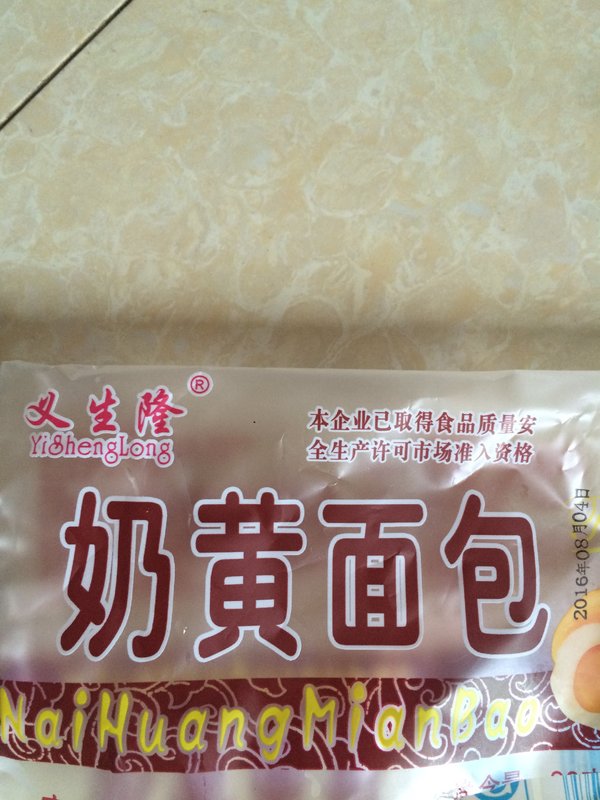 义生隆®
YiShengLong
本企业已取得食品质量安
全生产许可市场准入资格
奶黄面包
2016年08月04日
NaiHuangMianBao